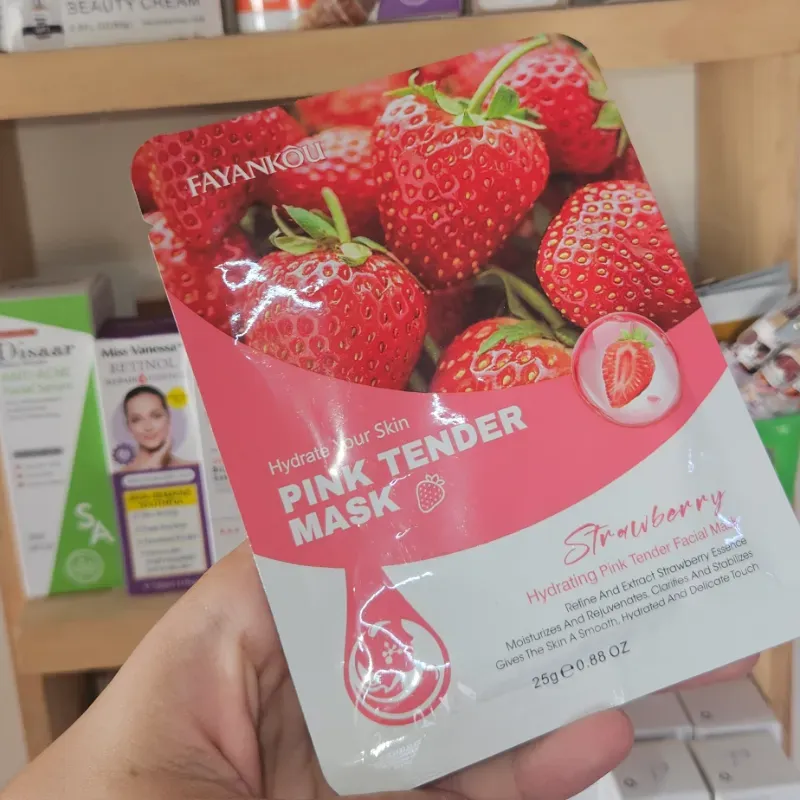 BEAUTY CREAM
FAYANKOU
Hydrate Your Skin
PINK TENDER
MASK
Strawberry
Hydrating Pink Tender Facial Mask
Refine And Extract Strawberry Essence
Moisturizes And Rejuvenates, Clarifies And Stabilizes
Gives The Skin A Smooth, Hydrated And Delicate Touch
25g℮0.88 OZ
Disaar
SA
Miss Vanessa
RETINOL